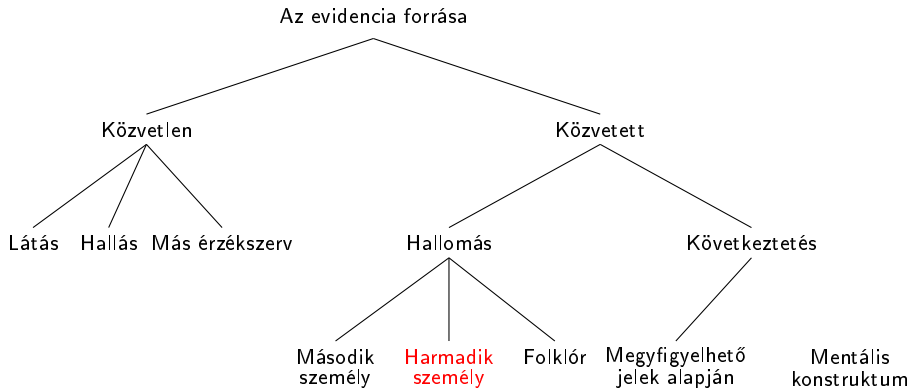 Az evidencia forrása
Közvetlen
Közvetett
Látás
Hallás
Más érzékszerv
Hallomás
Következtetés
Második
személy
Harmadik
személy
Folklór
Megyfigyelhető
jelek alapján
Mentális
konstruktum